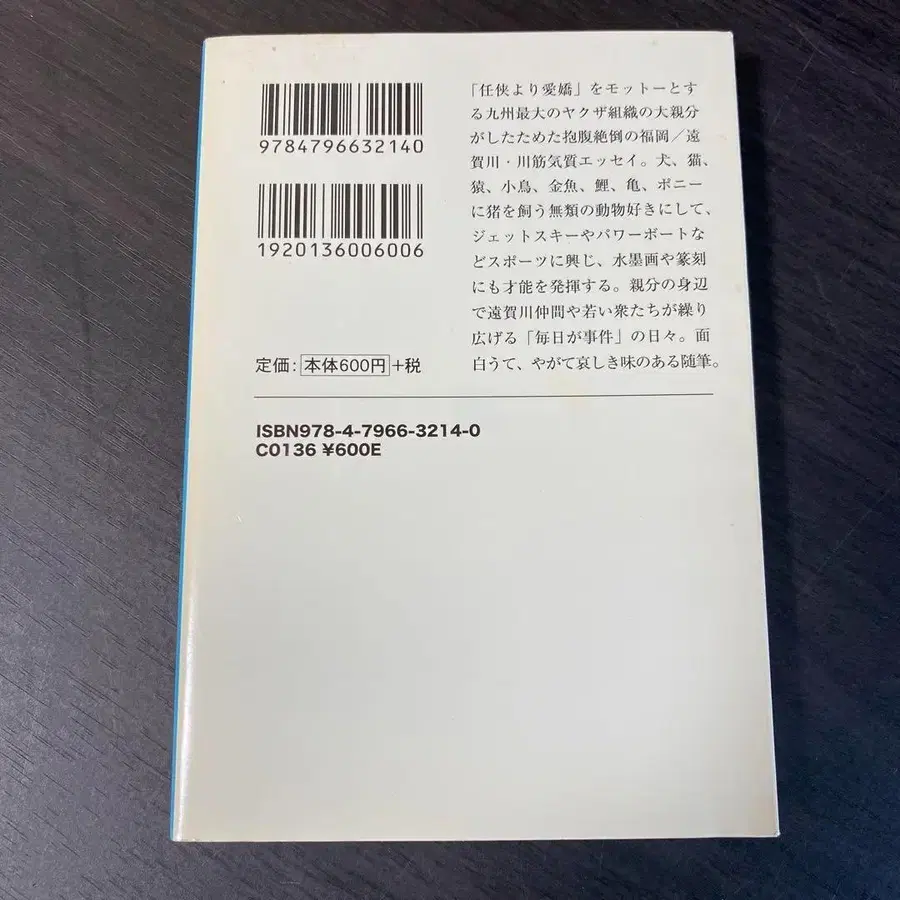 9784796632140
1920136006006
定価：本体600円+税
ISBN978-4-7966-3214-0
C0136 ¥600E
「任侠より愛嬌」をモットーとす
る九州最大のヤクザ組織の大親分
がしたためた抱腹絶倒の福岡／遠
賀川・川筋気質エッセイ。犬、猫、
猿、小鳥、金魚、鯉、亀、ポニー
に猪を飼う無類の動物好きにして、
ジェットスキーやパワーボートな
どスポーツに興じ、水墨画や篆刻
にも才能を発揮する。親分の身辺
で遠賀川仲間や若い衆たちが繰り
広げる「毎日が事件」の日々。面
白うて、やがて哀しき味のある随筆。